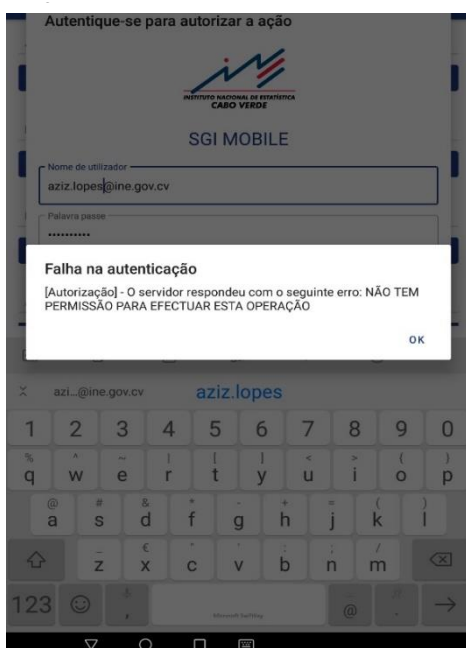 Autentique-se para autorizar a ação
INSTITUTO NACIONAL DE ESTATÍSTICA
CABO VERDE
SGI MOBILE
Nome de utilizador
aziz.lopes@ine.gov.cv
Palavra passe
••••••••••
Falha na autenticação
[Autorização] - O servidor respondeu com o seguinte erro: NÃO TEM
PERMISSÃO PARA EFECTUAR ESTA OPERAÇÃO
OK
azi...@ine.gov.cv aziz.lopes
1 2 3 4 5 6 7 8 9 0
% ^ ~ | [ ] < > { }
q w e r t y u i o p
@ # & * - + = ( )
a s d f g h j k l
_ € " ' : ; /
z x c v b n m
123 , Microsoft SwiftKey @ .